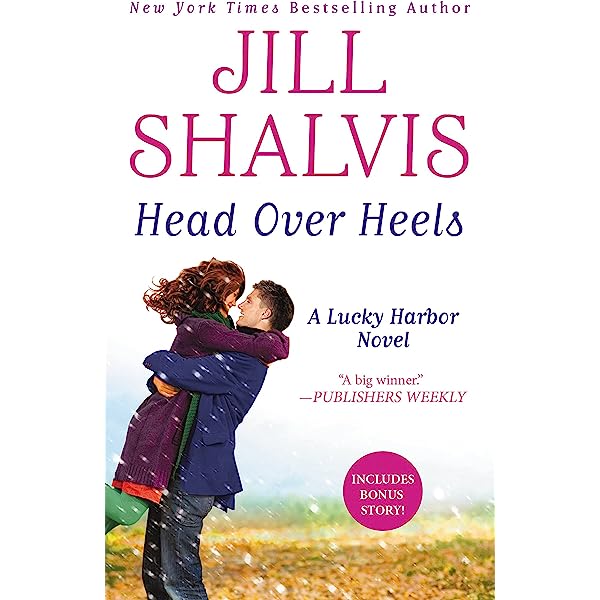 New York Times Bestselling Author
JILL
SHALVIS
Head Over Heels
A Lucky Harbor
Novel
“A big winner.”
—PUBLISHERS WEEKLY
INCLUDES
BONUS
STORY!